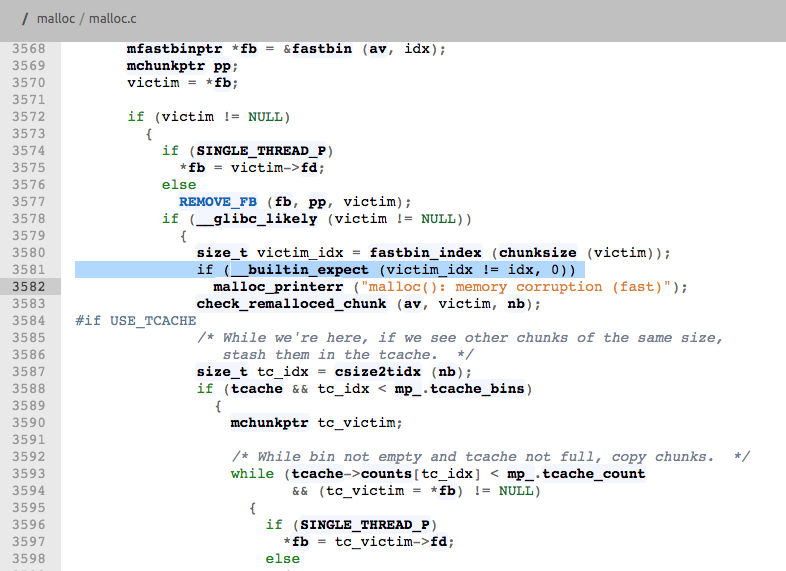 / malloc / malloc.c
3568 mfastbinptr *fb = &fastbin (av, idx);
3569 mchunkptr pp;
3570 victim = *fb;
3571
3572 if (victim != NULL)
3573 {
3574 if (SINGLE_THREAD_P)
3575 *fb = victim->fd;
3576 else
3577 REMOVE_FB (fb, pp, victim);
3578 if (__glibc_likely (victim != NULL))
3579 {
3580 size_t victim_idx = fastbin_index (chunksize (victim));
3581 if (__builtin_expect (victim_idx != idx, 0))
3582 malloc_printerr ("malloc(): memory corruption (fast)");
3583 check_remalloced_chunk (av, victim, nb);
3584 #if USE_TCACHE
3585 /* While we're here, if we see other chunks of the same size,
3586 stash them in the tcache. */
3587 size_t tc_idx = csize2tidx (nb);
3588 if (tcache && tc_idx < mp_.tcache_bins)
3589 {
3590 mchunkptr tc_victim;
3591
3592 /* While bin not empty and tcache not full, copy chunks. */
3593 while (tcache->counts[tc_idx] < mp_.tcache_count
3594 && (tc_victim = *fb) != NULL)
3595 {
3596 if (SINGLE_THREAD_P)
3597 *fb = tc_victim->fd;
3598 else